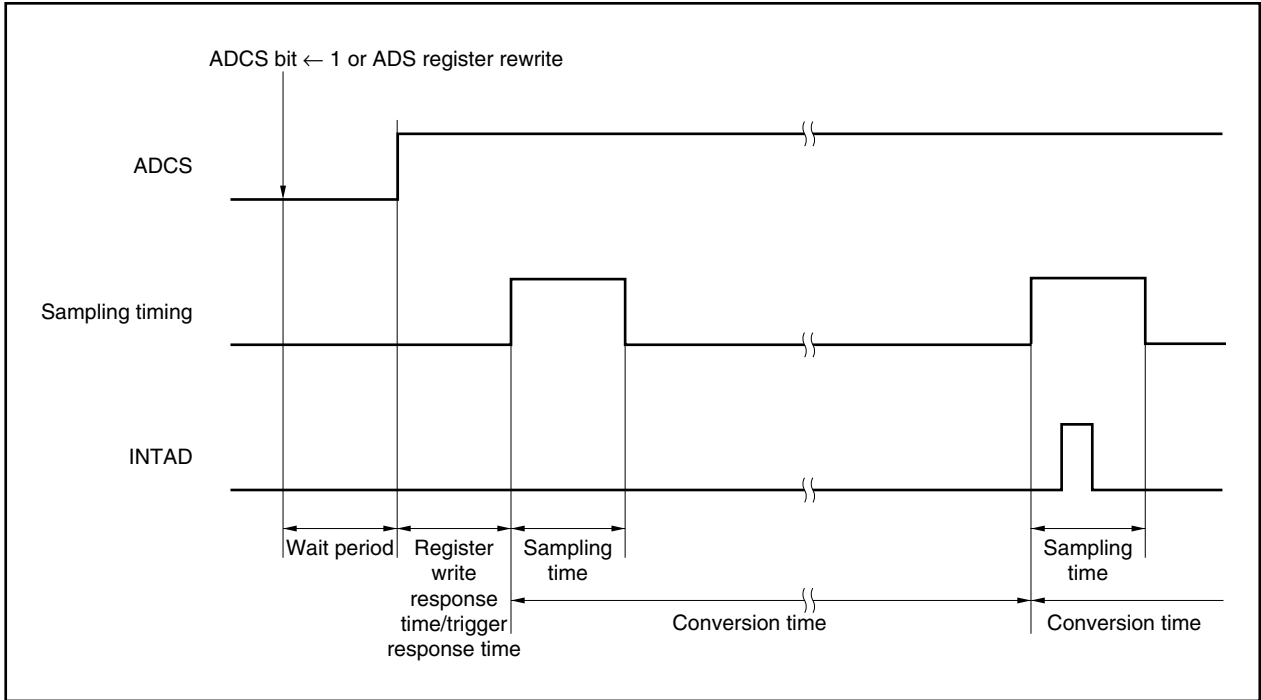 ADCS bit ← 1 or ADS register rewrite
ADCS
Sampling timing
INTAD
Wait period
Register
write
response
time/trigger
response time
Sampling
time
Sampling
time
Conversion time
Conversion time